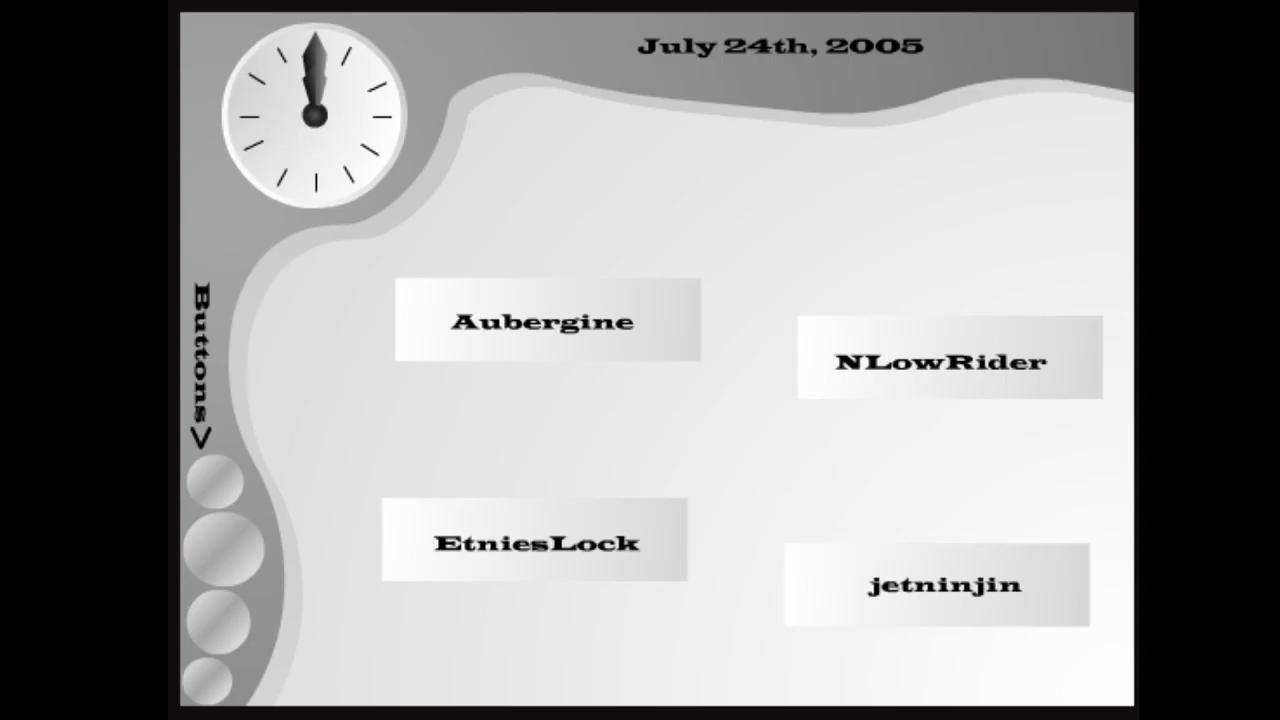 July 24th, 2005
Aubergine
NLowRider
Buttons>
EtniesLock
jetninjin